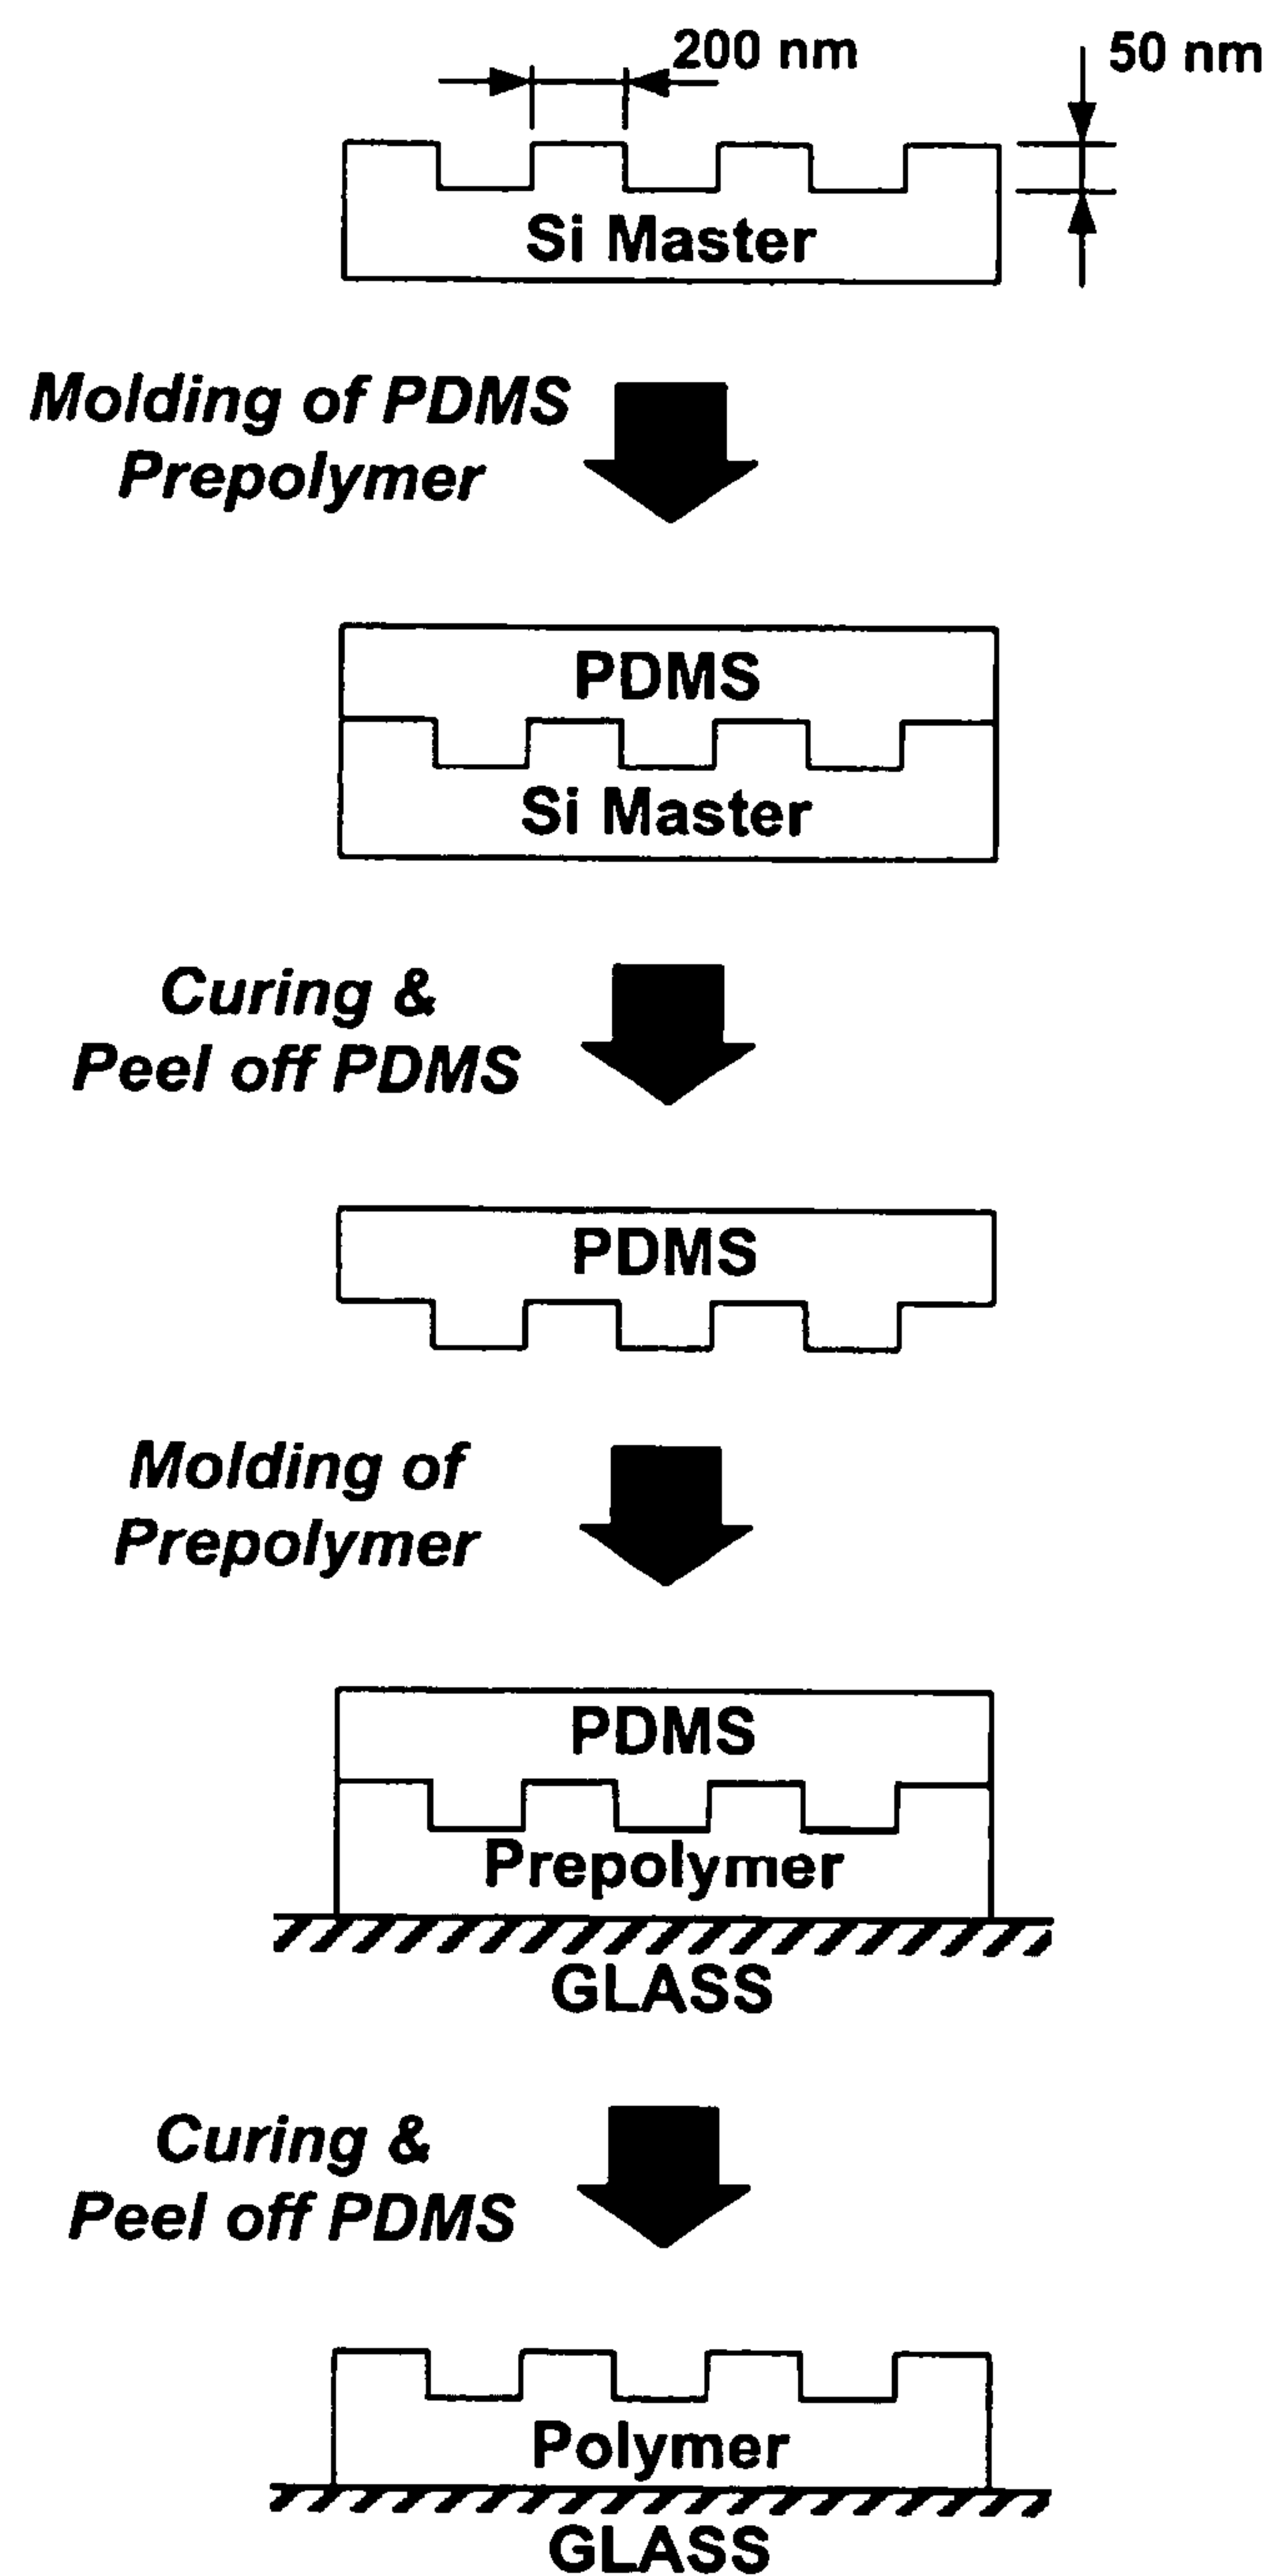 200 nm
50 nm
Si Master
Molding of PDMS
Prepolymer
PDMS
Si Master
Curing &
Peel off PDMS
PDMS
Molding of
Prepolymer
PDMS
Prepolymer
GLASS
Curing &
Peel off PDMS
Polymer
GLASS